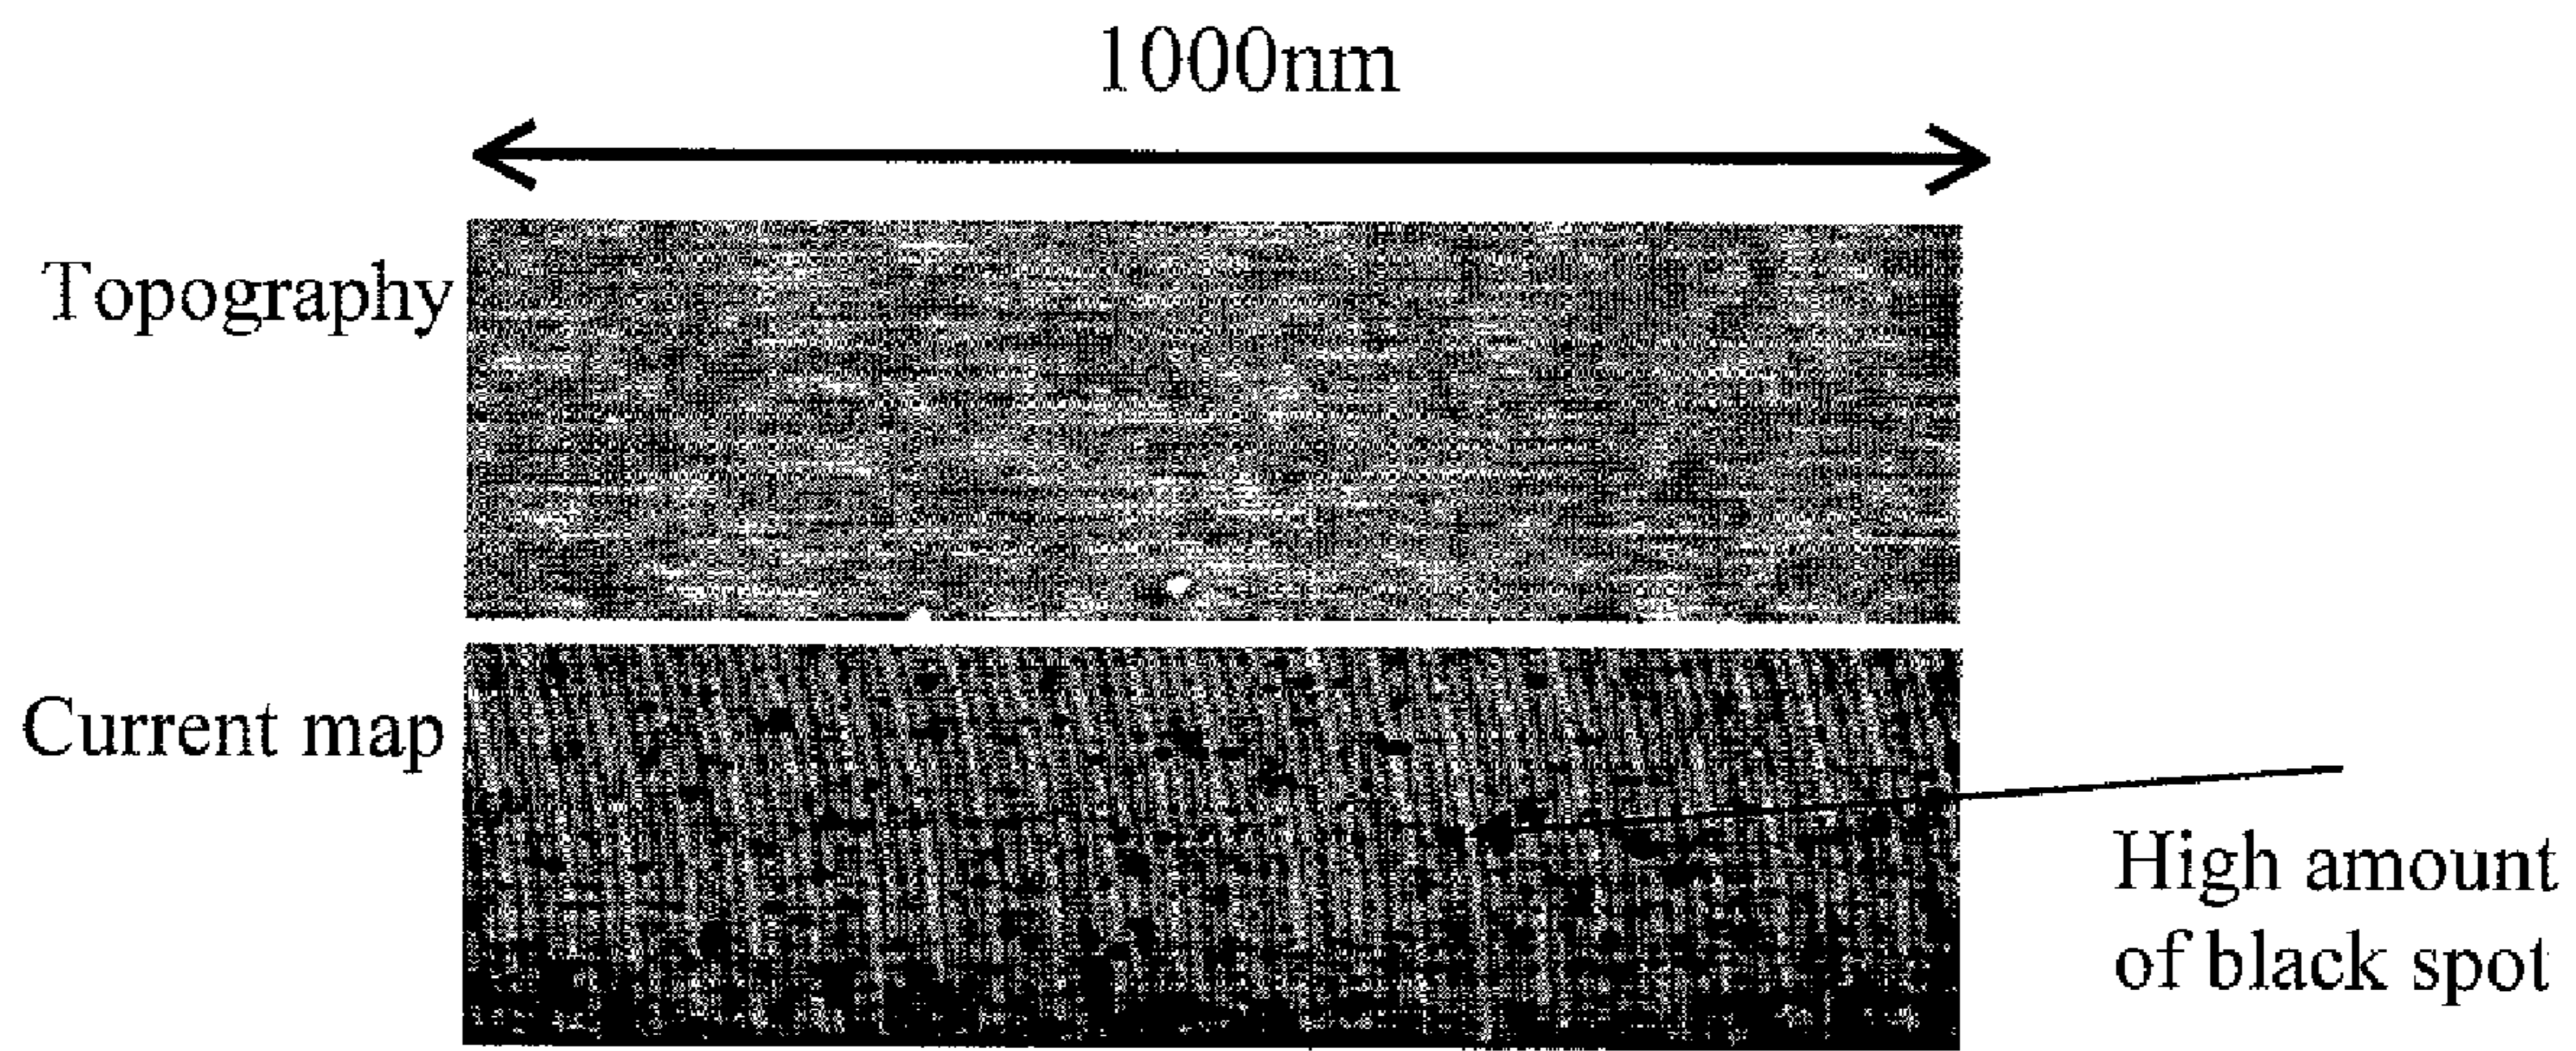 1000nm
Topography
Current map
High amount
of black spot